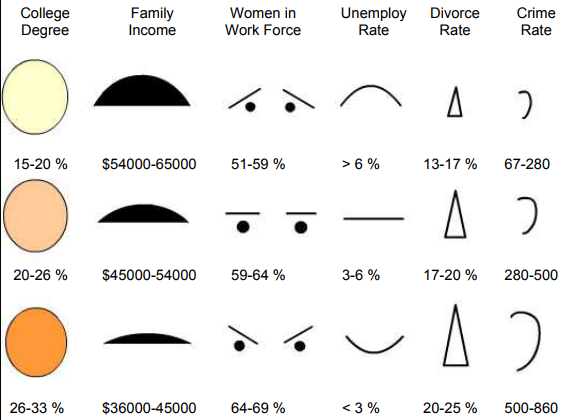 College Degree
Family Income
Women in Work Force
Unemploy Rate
Divorce Rate
Crime Rate
15-20 % $54000-65000 51-59 % > 6 % 13-17 % 67-280
20-26 % $45000-54000 59-64 % 3-6 % 17-20 % 280-500
26-33 % $36000-45000 64-69 % < 3 % 20-25 % 500-860